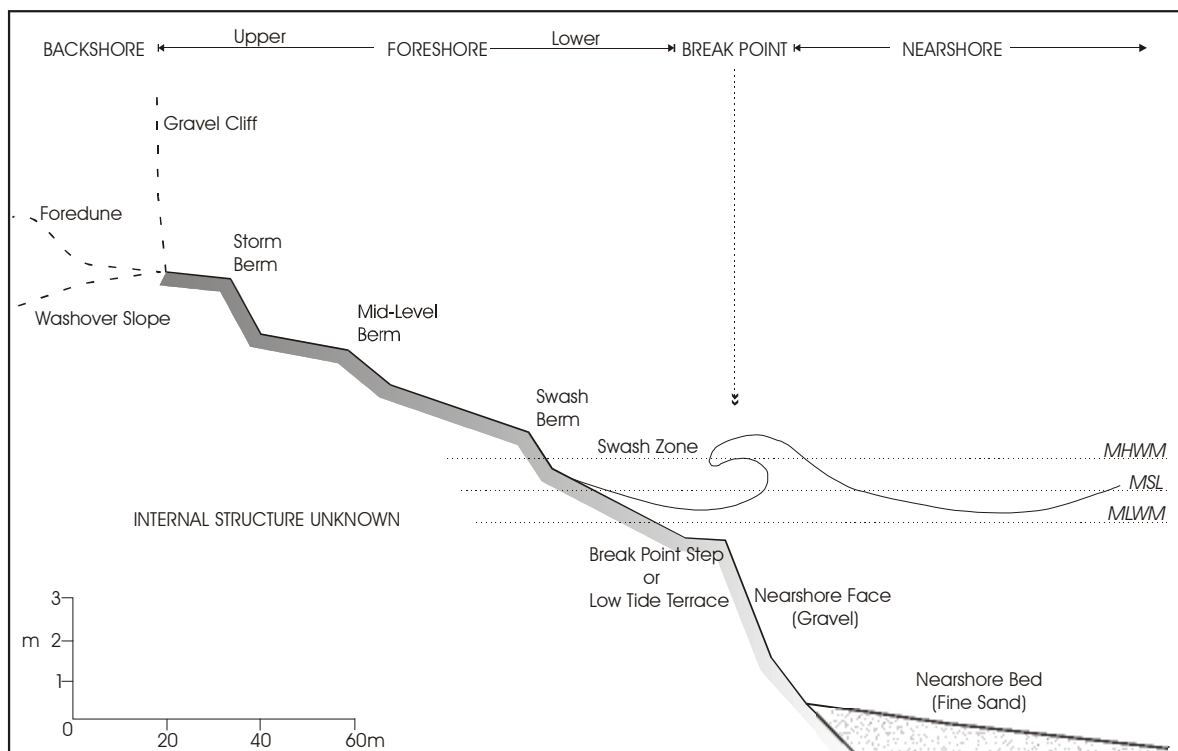 Upper
Lower
BACKSHORE
FORESHORE
BREAK POINT
NEARSHORE
Gravel Cliff
Foredune
Storm
Berm
Washover Slope
Mid-Level
Berm
Swash
Berm
Swash Zone
MHWM
MSL
MLWM
INTERNAL STRUCTURE UNKNOWN
Break Point Step
or
Low Tide Terrace
Nearshore Face
(Gravel)
Nearshore Bed
(Fine Sand)
3
m
2
1
0
20
40
60m